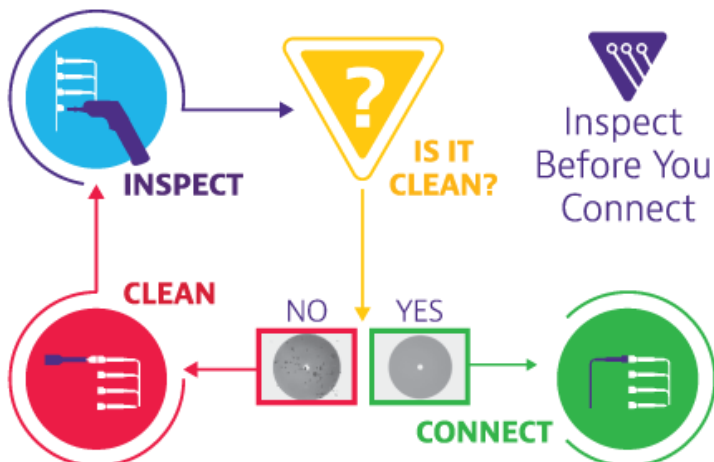 INSPECT
?
IS IT
CLEAN?
Inspect
Before You
Connect
CLEAN
NO
YES
CONNECT